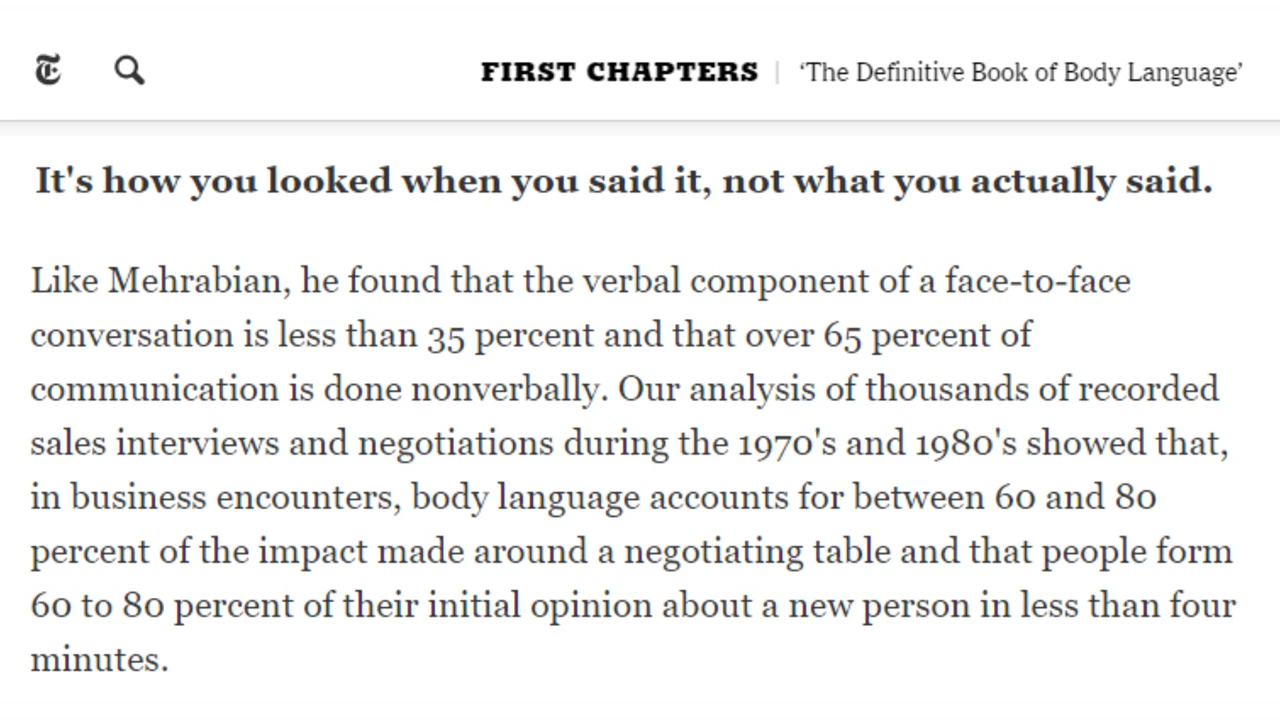 T
FIRST CHAPTERS | ‘The Definitive Book of Body Language’
It's how you looked when you said it, not what you actually said.
Like Mehrabian, he found that the verbal component of a face-to-face
conversation is less than 35 percent and that over 65 percent of
communication is done nonverbally. Our analysis of thousands of recorded
sales interviews and negotiations during the 1970's and 1980's showed that,
in business encounters, body language accounts for between 60 and 80
percent of the impact made around a negotiating table and that people form
60 to 80 percent of their initial opinion about a new person in less than four
minutes.